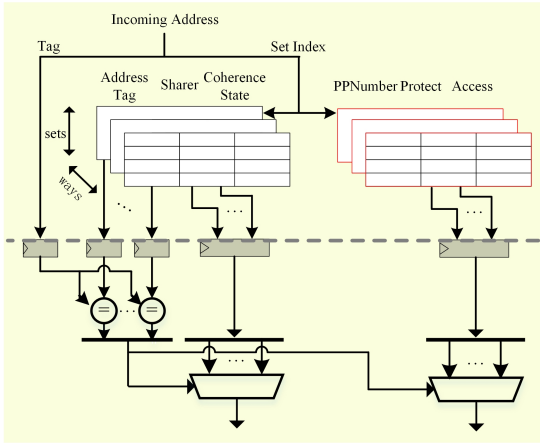 Incoming Address
Tag
Set Index
Address Tag
Sharer
Coherence State
PPNumber Protect Access
sets
ways
...
...
...
= ... =
...
...